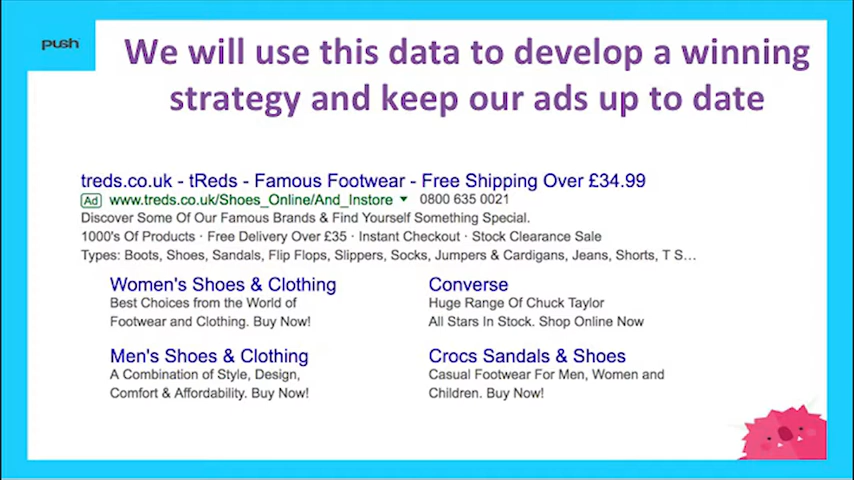 push
We will use this data to develop a winning
strategy and keep our ads up to date
treds.co.uk - tReds - Famous Footwear - Free Shipping Over £34.99
Ad www.treds.co.uk/Shoes_Online/And_Instore 0800 635 0021
Discover Some Of Our Famous Brands & Find Yourself Something Special.
1000's Of Products · Free Delivery Over £35 · Instant Checkout · Stock Clearance Sale
Types: Boots, Shoes, Sandals, Flip Flops, Slippers, Socks, Jumpers & Cardigans, Jeans, Shorts, T S...
Women's Shoes & Clothing
Best Choices from the World of
Footwear and Clothing. Buy Now!
Converse
Huge Range Of Chuck Taylor
All Stars In Stock. Shop Online Now
Men's Shoes & Clothing
A Combination of Style, Design,
Comfort & Affordability. Buy Now!
Crocs Sandals & Shoes
Casual Footwear For Men, Women and
Children. Buy Now!